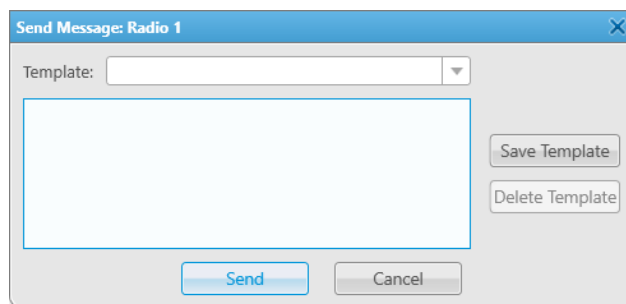 Send Message: Radio 1
Template:
Save Template
Delete Template
Send
Cancel